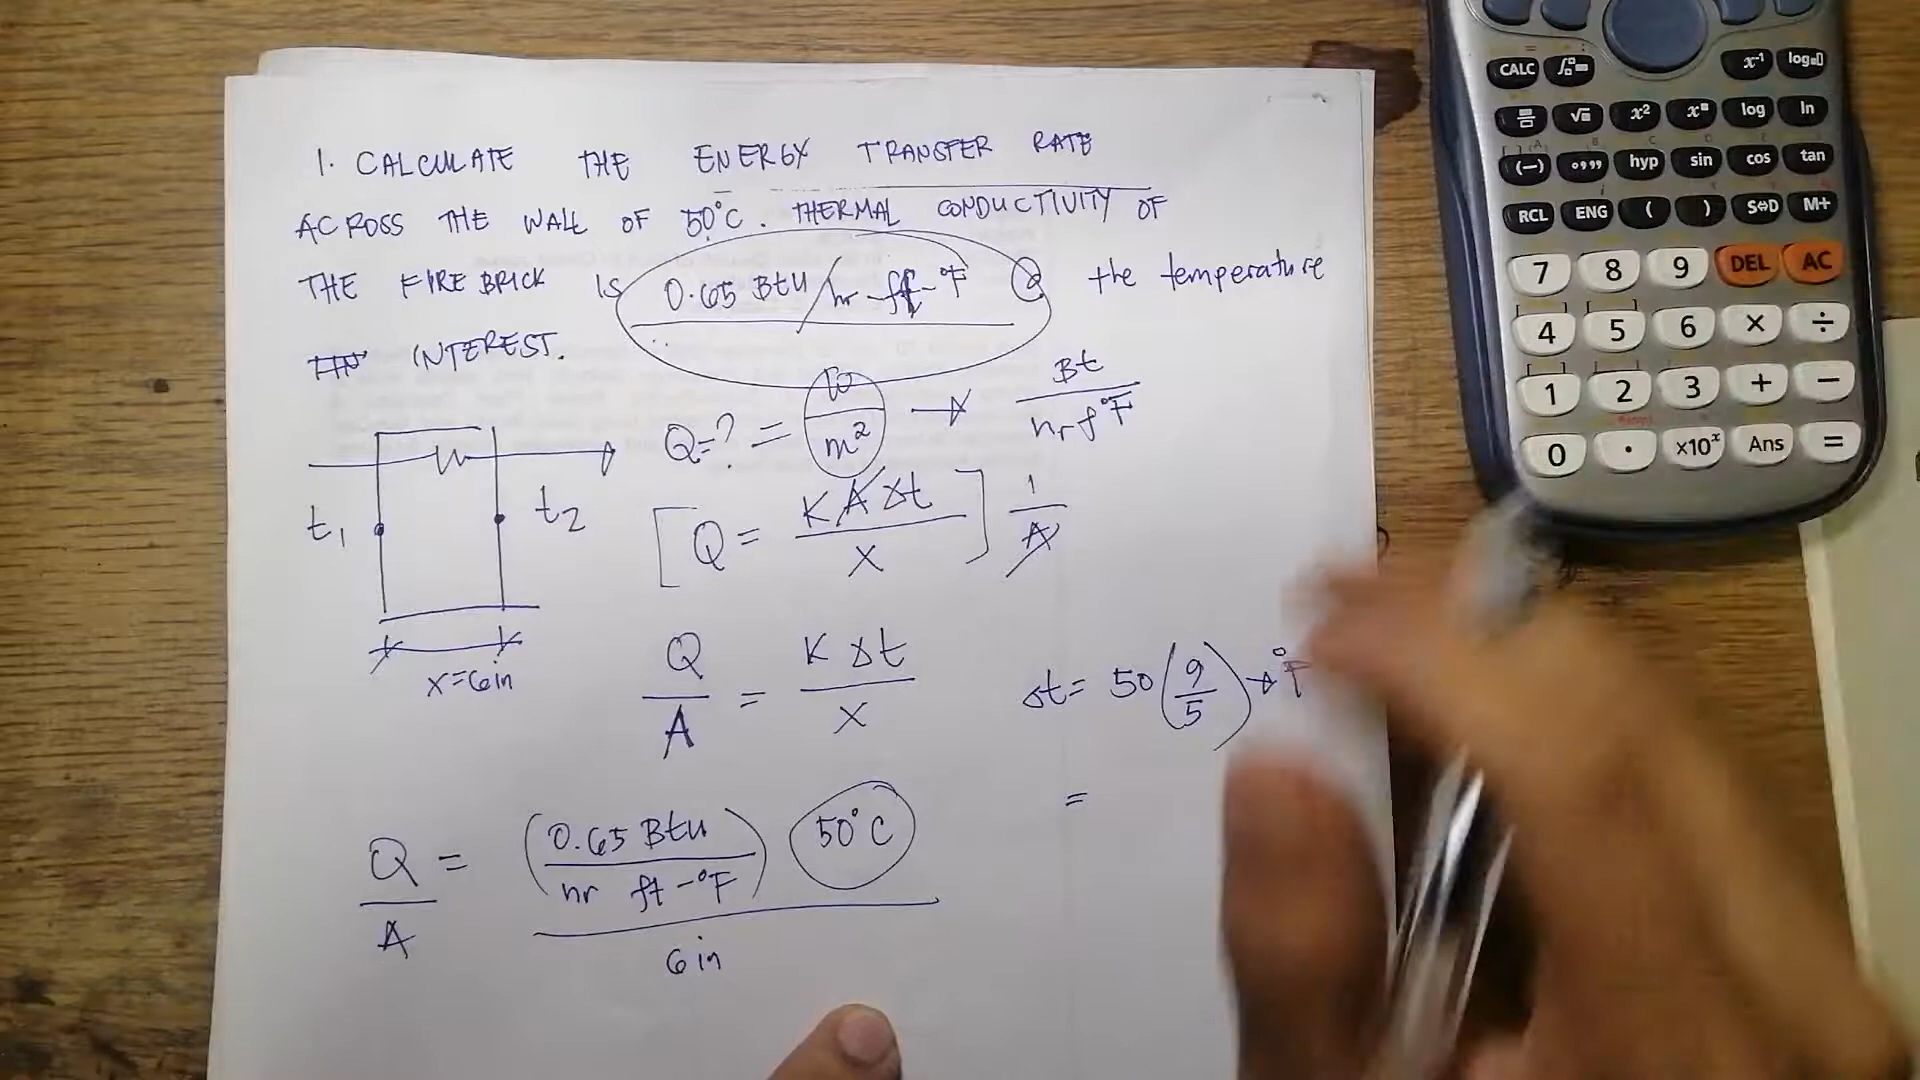 1. CALCULATE THE ENERGY TRANSFER RATE
ACROSS THE WALL OF 50°C. THERMAL CONDUCTIVITY OF
THE FIREBRICK IS 0.65 BTU/hr-ft-°F @ the temperature
INTEREST.
Q=? = W/m² → Bt/hr f°F
t₁
t₂
x=6in
[Q = KAΔt/X] 1/A
Q/A = KΔt/X
Δt= 50(9/5)→°F
=
Q/A = (0.65 Btu/hr ft-°F) 50°C / 6in
CALC
x⁻¹ log
√ x² log ln
(-) °’’’ hyp sin cos tan
RCL ENG ( ) S⇔D M+
7 8 9 DEL AC
4 5 6 × ÷
1 2 3 + −
0 . ×10ˣ Ans =